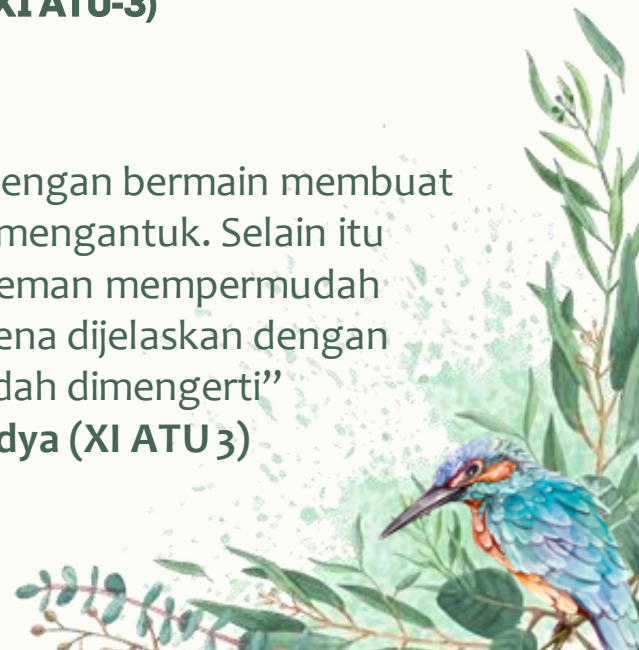 XI ATU-3)
engan bermain membuat
mengantuk. Selain itu
eman mempermudah
ena dijelaskan dengan
dah dimengerti”
dya (XI ATU 3)